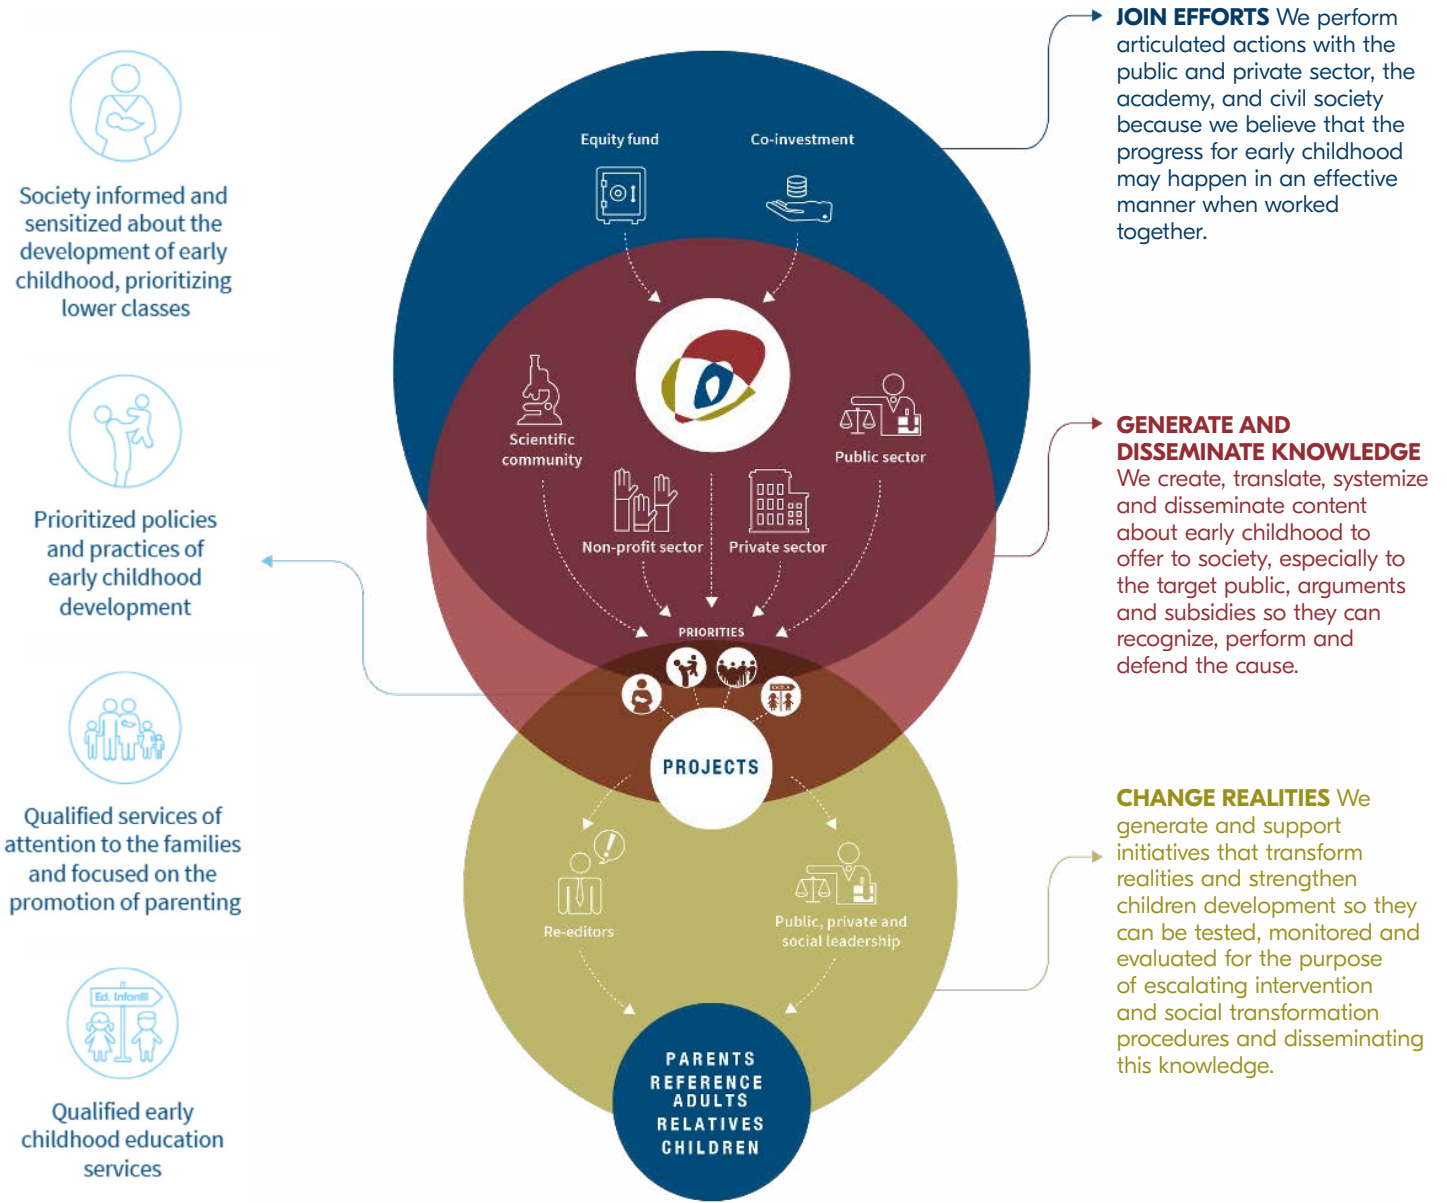 Society informed and
sensitized about the
development of early
childhood, prioritizing
lower classes
Prioritized policies
and practices of
early childhood
development
Qualified services of
attention to the families
and focused on the
promotion of parenting
Ed. Infontil
Qualified early
childhood education
services
Equity fund
Co-investment
Scientific
community
Public sector
Non-profit sector
Private sector
PRIORITIES
ESCOLA
PROJECTS
Re-editors
Public, private and
social leadership
PARENTS
REFERENCE
ADULTS
RELATIVES
CHILDREN
JOIN EFFORTS We perform
articulated actions with the
public and private sector, the
academy, and civil society
because we believe that the
progress for early childhood
may happen in an effective
manner when worked
together.
GENERATE AND
DISSEMINATE KNOWLEDGE
We create, translate, systemize
and disseminate content
about early childhood to
offer to society, especially to
the target public, arguments
and subsidies so they can
recognize, perform and
defend the cause.
CHANGE REALITIES We
generate and support
initiatives that transform
realities and strengthen
children development so they
can be tested, monitored and
evaluated for the purpose
of escalating intervention
and social transformation
procedures and disseminating
this knowledge.